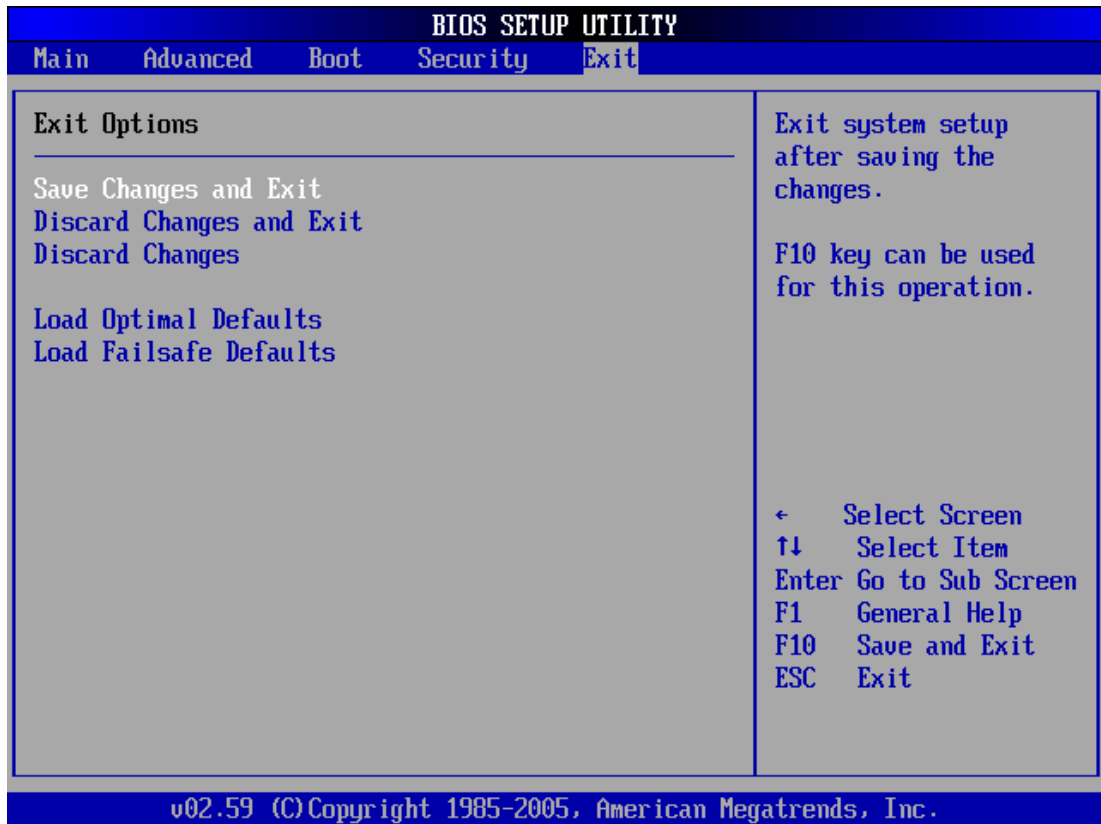 BIOS SETUP UTILITY
Main Advanced Boot Security Exit
Exit Options
Save Changes and Exit
Discard Changes and Exit
Discard Changes
Load Optimal Defaults
Load Failsafe Defaults
Exit system setup
after saving the
changes.
F10 key can be used
for this operation.
← Select Screen
↑↓ Select Item
Enter Go to Sub Screen
F1 General Help
F10 Save and Exit
ESC Exit
v02.59 (C)Copyright 1985-2005, American Megatrends, Inc.